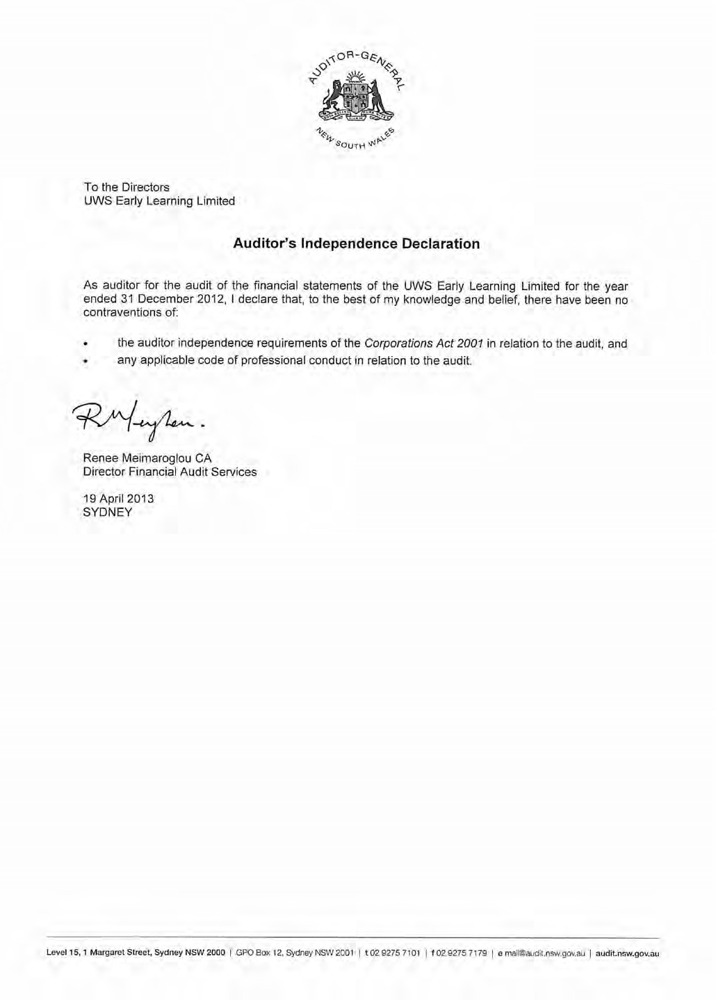 AUDITOR-GENERAL
NEW SOUTH WALES
To the Directors
UWS Early Learning Limited
Auditor's Independence Declaration
As auditor for the audit of the financial statements of the UWS Early Learning Limited for the year
ended 31 December 2012, I declare that, to the best of my knowledge and belief, there have been no
contraventions of:
• the auditor independence requirements of the Corporations Act 2001 in relation to the audit, and
• any applicable code of professional conduct in relation to the audit.
Renee Meimaroglou CA
Director Financial Audit Services
19 April 2013
SYDNEY
Level 15, 1 Margaret Street, Sydney NSW 2000 | GPO Box 12, Sydney NSW 2001 | t 02 9275 7101 | f 02 9275 7179 | e mail@audit.nsw.gov.au | audit.nsw.gov.au